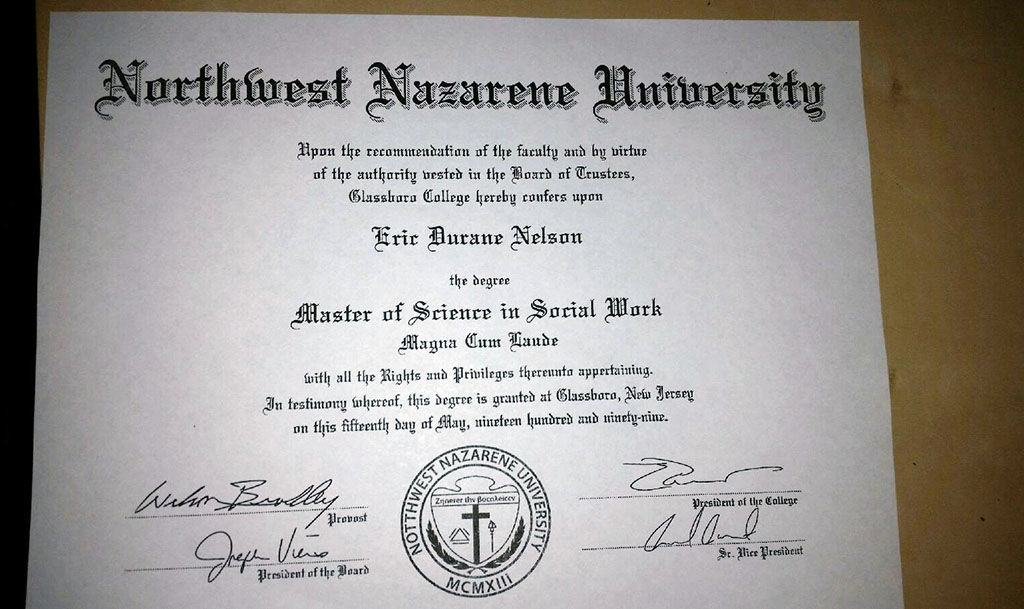 Northwest Nazarene University
Upon the recommendation of the faculty and by virtue
of the authority vested in the Board of Trustees,
Glassboro College hereby confers upon
Eric Durane Nelson
the degree
Master of Science in Social Work
Magna Cum Laude
with all the Rights and Privileges thereunto appertaining.
In testimony whereof, this degree is granted at Glassboro, New Jersey
on this fifteenth day of May, nineteen hundred and ninety-nine.
Provost
President of the Board
NOTTHWEST NAZARENE UNIVERSITY
MCMXIII
President of the College
Sr. Vice President